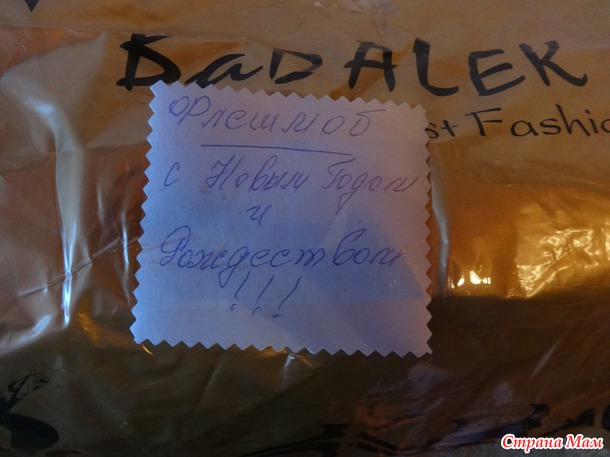 BaDALEK
st Fashio
Флешмоб
с Новым Годом
и
Рождеством
!!!
Страна Мам